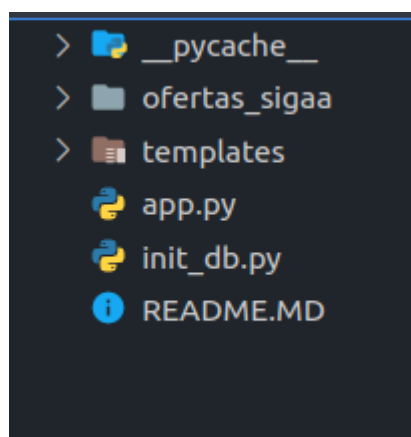 __pycache__
ofertas_sigaa
templates
app.py
init_db.py
README.MD